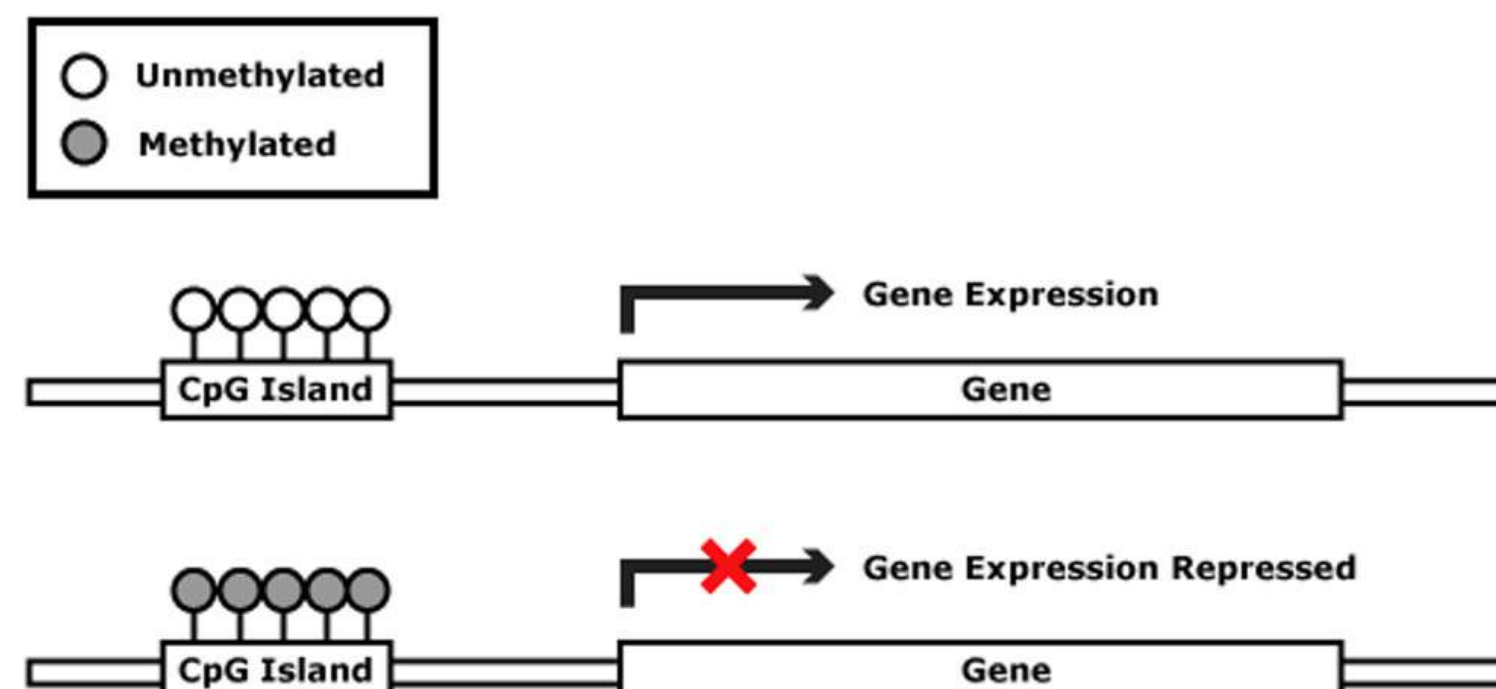 Unmethylated
Methylated
Gene Expression
CpG Island
Gene
Gene Expression Repressed
CpG Island
Gene